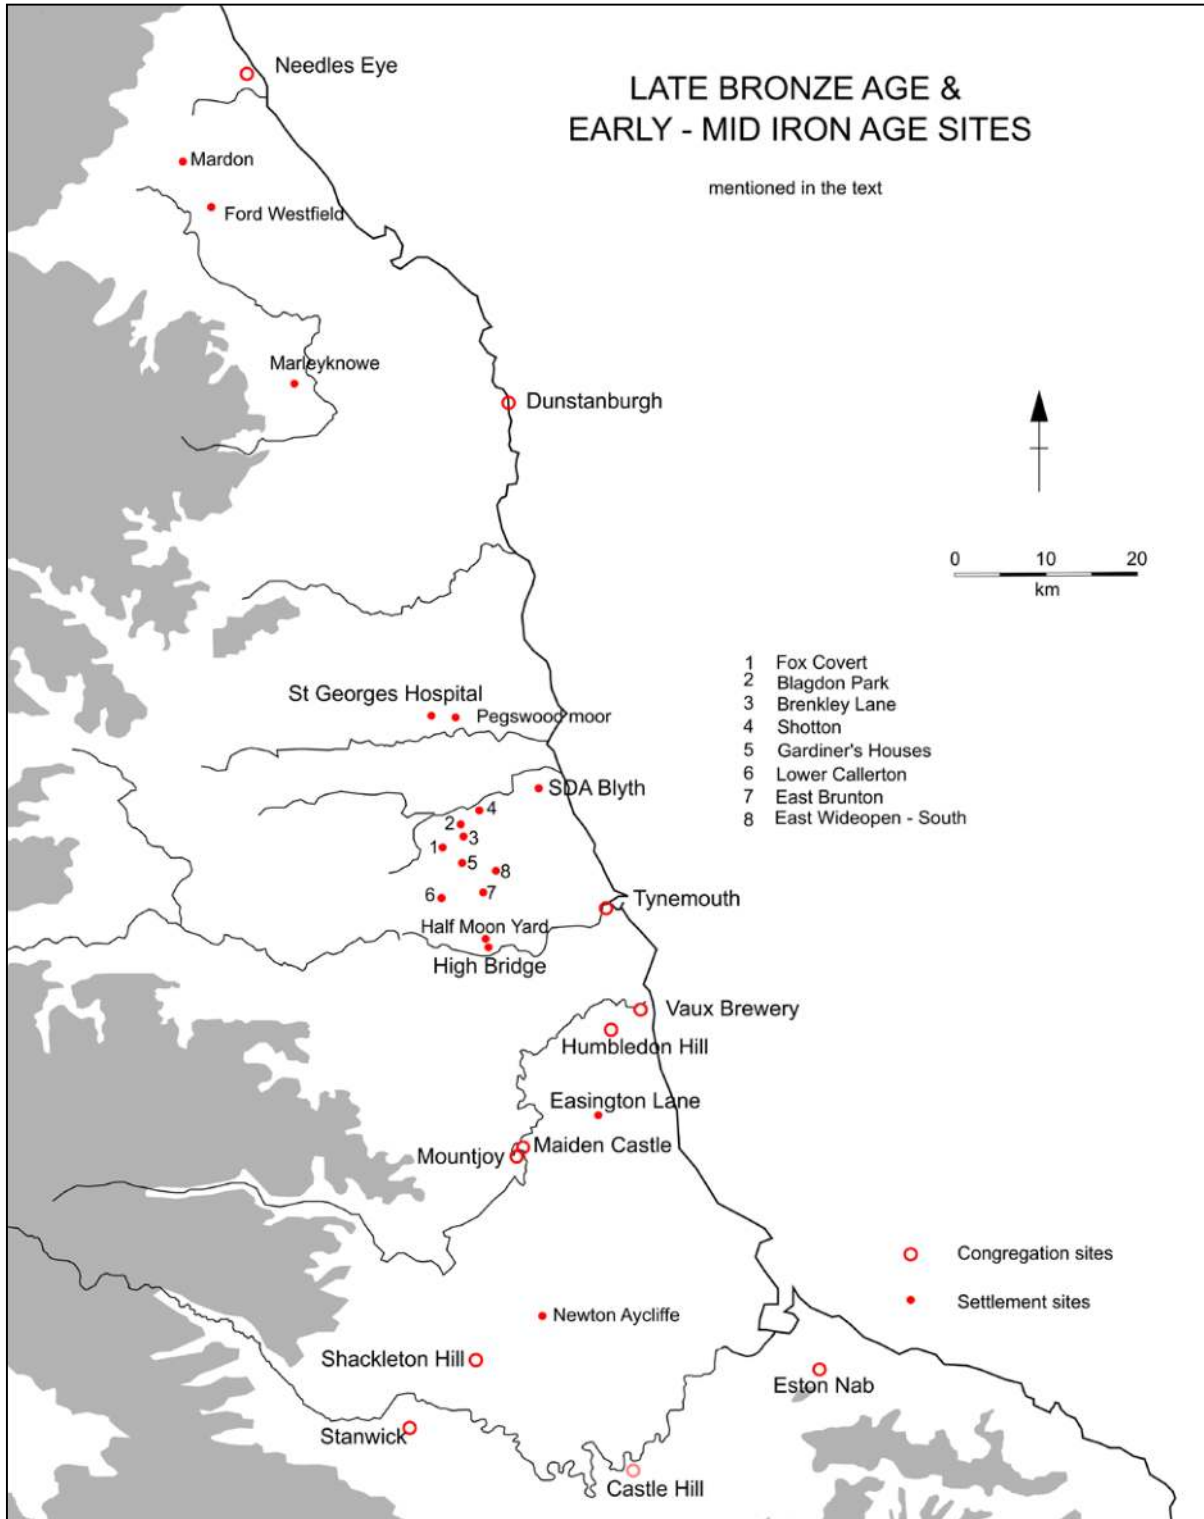 Needles Eye
LATE BRONZE AGE &
EARLY - MID IRON AGE SITES
mentioned in the text
Mardon
Ford Westfield
Marleyknowe
Dunstanburgh
0 10 20
km
St Georges Hospital
Pegswood moor
1 Fox Covert
2 Blagdon Park
3 Brenkley Lane
4 Shotton
5 Gardiner's Houses
6 Lower Callerton
7 East Brunton
8 East Wideopen - South
SDA Blyth
4
2
3
1
5
8
6
7
Tynemouth
Half Moon Yard
High Bridge
Vaux Brewery
Humbledon Hill
Easington Lane
Maiden Castle
Mountjoy
Congregation sites
Settlement sites
Newton Aycliffe
Shackleton Hill
Eston Nab
Stanwick
Castle Hill